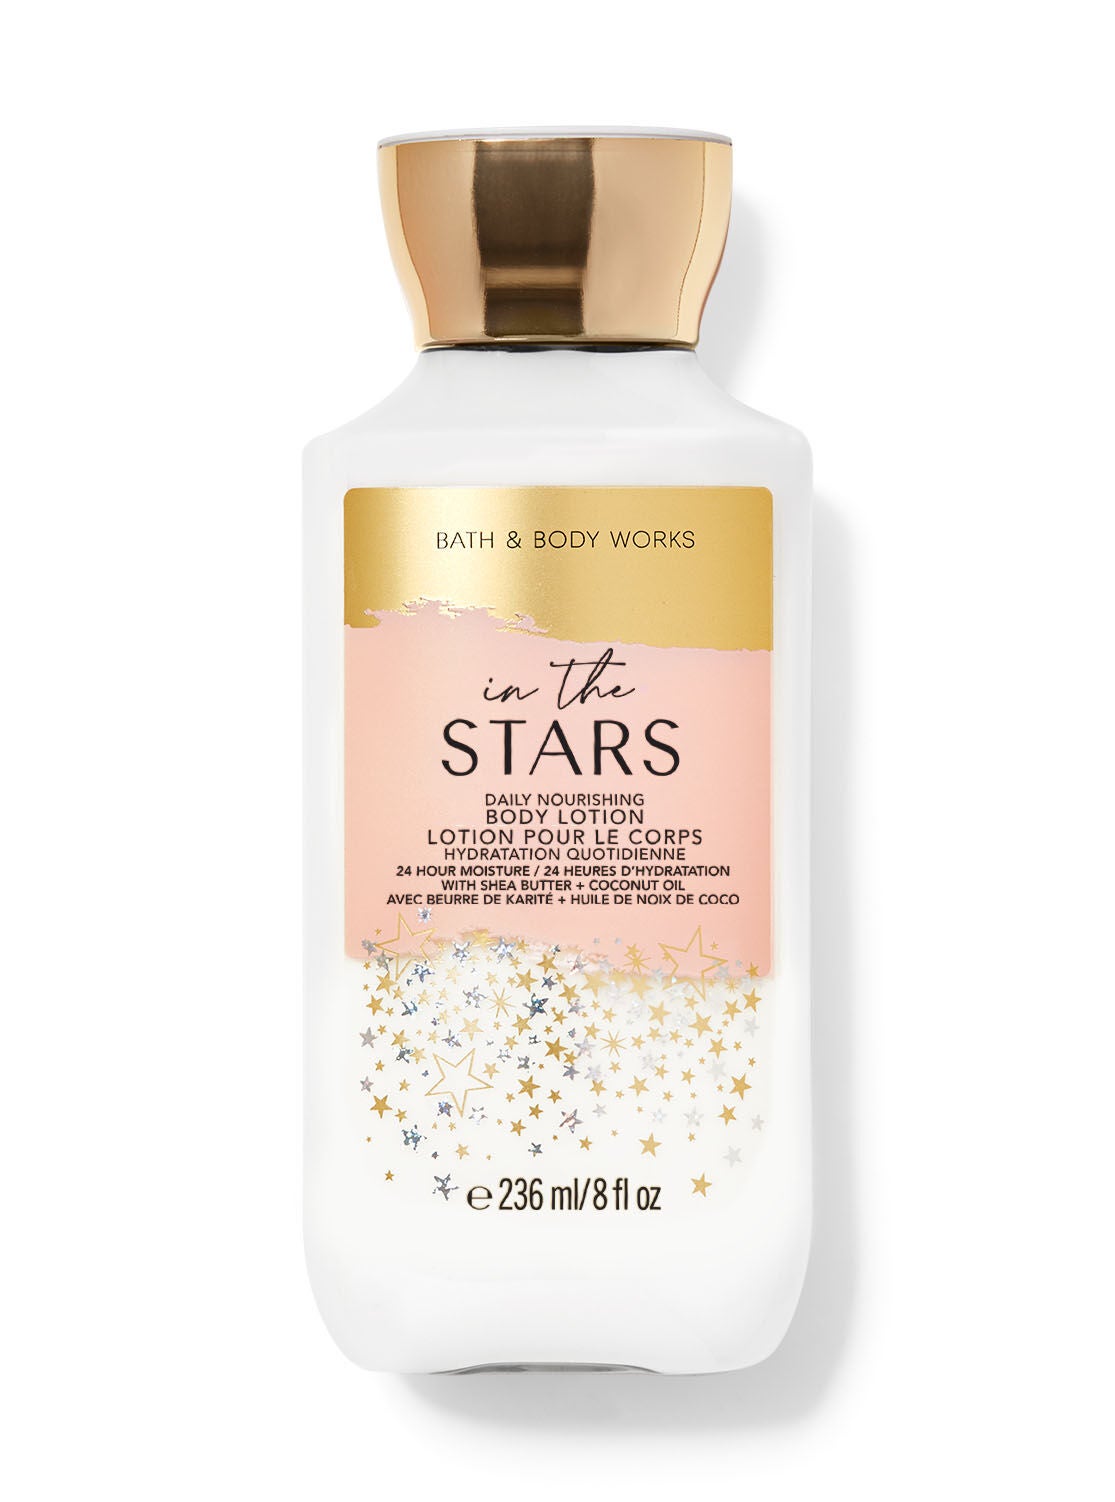 BATH & BODY WORKS
in the
STARS
DAILY NOURISHING
BODY LOTION
LOTION POUR LE CORPS
HYDRATATION QUOTIDIENNE
24 HOUR MOISTURE / 24 HEURES D'HYDRATATION
WITH SHEA BUTTER + COCONUT OIL
AVEC BEURRE DE KARITÉ + HUILE DE NOIX DE COCO
℮ 236 ml/8 fl oz